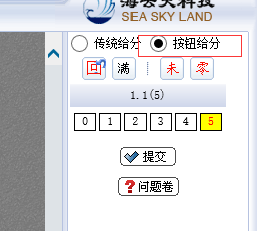 海云天科技
SEA SKY LAND
传统给分 按钮给分
回 满 未 零
1.1(5)
0 1 2 3 4 5
提交
问题卷